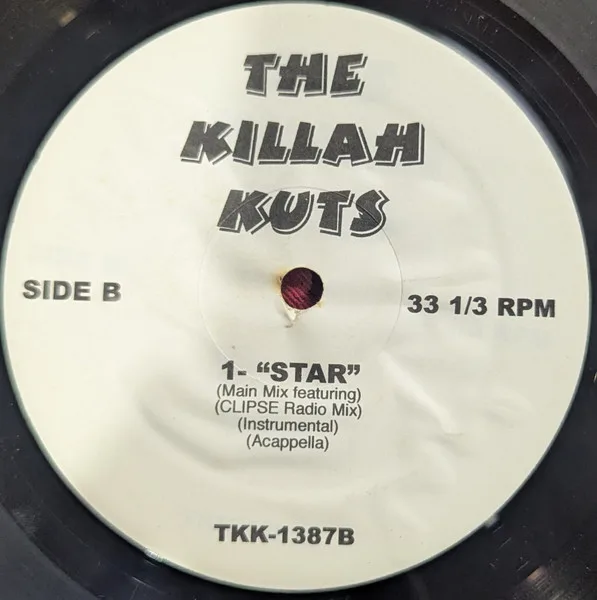 THE
KILLAH
KUTS
SIDE B
33 1/3 RPM
1- “STAR”
(Main Mix featuring)
(CLIPSE Radio Mix)
(Instrumental)
(Acappella)
TKK-1387B